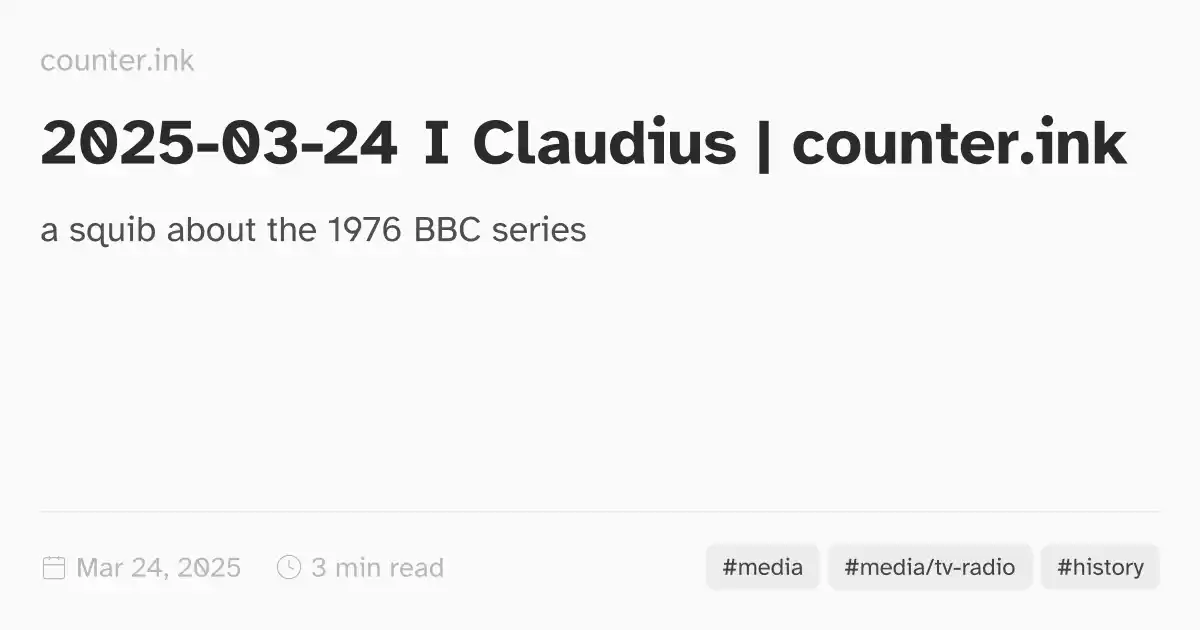 counter.ink
2025-03-24 I Claudius | counter.ink
a squib about the 1976 BBC series
Mar 24, 2025 3 min read #media #media/tv-radio #history